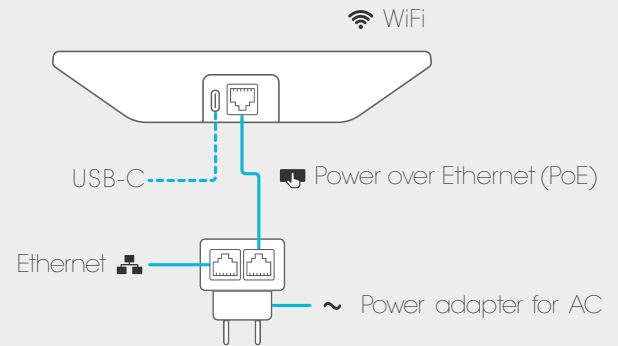 WiFi
USB-C
Power over Ethernet (PoE)
Ethernet
~ Power adapter for AC